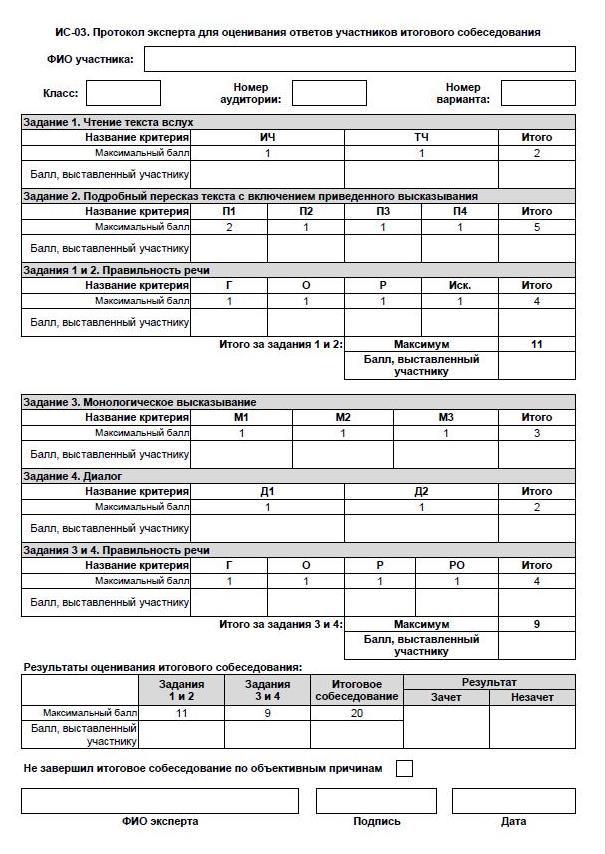 ИС-03. Протокол эксперта для оценивания ответов участников итогового собеседования
ФИО участника:
Класс:
Номер аудитории:
Номер варианта:
Задание 1. Чтение текста вслух
Название критерия ИЧ ТЧ Итого
Максимальный балл 1 1 2
Балл, выставленный участнику
Задание 2. Подробный пересказ текста с включением приведенного высказывания
Название критерия П1 П2 П3 П4 Итого
Максимальный балл 2 1 1 1 5
Балл, выставленный участнику
Задания 1 и 2. Правильность речи
Название критерия Г О Р Иск. Итого
Максимальный балл 1 1 1 1 4
Балл, выставленный участнику
Итого за задания 1 и 2: Максимум 11
Балл, выставленный
участнику
Задание 3. Монологическое высказывание
Название критерия М1 М2 М3 Итого
Максимальный балл 1 1 1 3
Балл, выставленный участнику
Задание 4. Диалог
Название критерия Д1 Д2 Итого
Максимальный балл 1 1 2
Балл, выставленный участнику
Задания 3 и 4. Правильность речи
Название критерия Г О Р РО Итого
Максимальный балл 1 1 1 1 4
Балл, выставленный участнику
Итого за задания 3 и 4: Максимум 9
Балл, выставленный
участнику
Результаты оценивания итогового собеседования:
Задания 1 и 2
Задания 3 и 4
Итоговое собеседование
Результат
Зачет Незачет
Максимальный балл 11 9 20
Балл, выставленный
участнику
Не завершил итоговое собеседование по объективным причинам
ФИО эксперта Подпись Дата